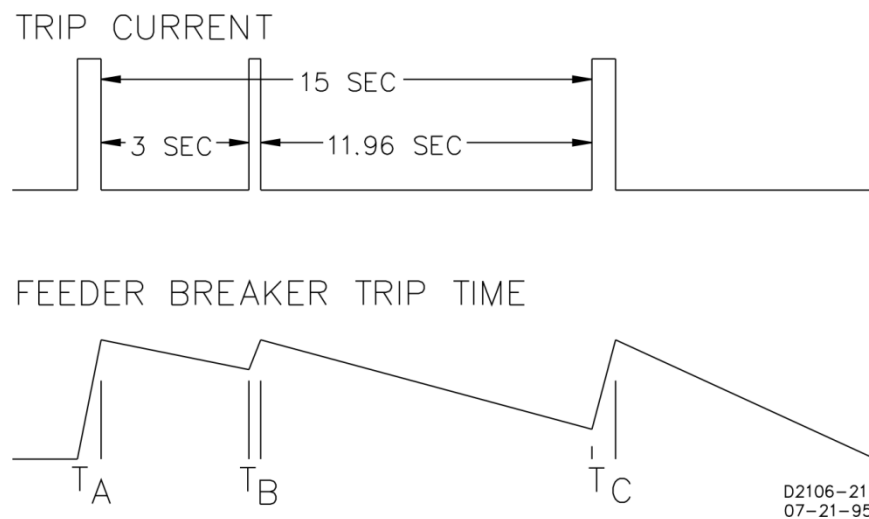 TRIP CURRENT
15 SEC
3 SEC
11.96 SEC
FEEDER BREAKER TRIP TIME
TA
TB
TC
D2106-21
07-21-95